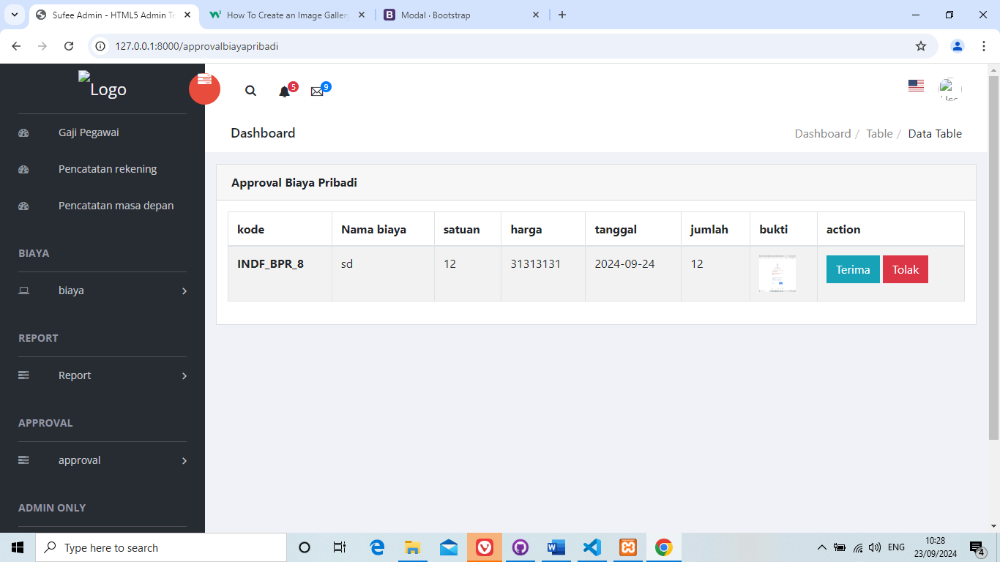 Sufee Admin - HTML5 Admin Te
How To Create an Image Gallery
Modal · Bootstrap
127.0.0.1:8000/approvalbiayapribadi
Logo
5
9
Gaji Pegawai
Pencatatan rekening
Pencatatan masa depan
BIAYA
biaya
REPORT
Report
APPROVAL
approval
ADMIN ONLY
Dashboard
Dashboard / Table / Data Table
Approval Biaya Pribadi
kode Nama biaya satuan harga tanggal jumlah bukti action
INDF_BPR_8 sd 12 31313131 2024-09-24 12 Terima Tolak
Type here to search
ENG
10:28
23/09/2024
4